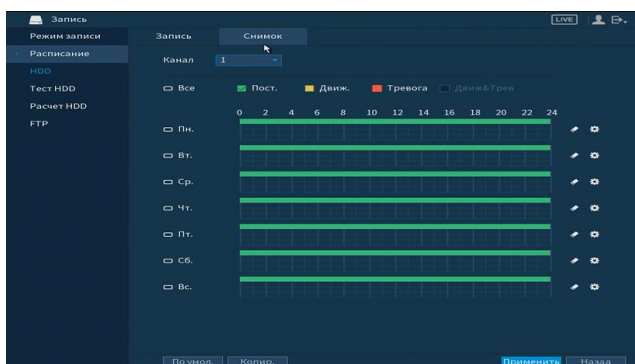 Запись LIVE
Режим записи Запись Снимок
Расписание
Канал 1
HDD
Тест HDD Все Пост. Движ. Тревога Движ&Трев
Расчет HDD
0 2 4 6 8 10 12 14 16 18 20 22 24
FTP
Пн.
Вт.
Ср.
Чт.
Пт.
Сб.
Вс.
По умол. Копир. Применить Назад